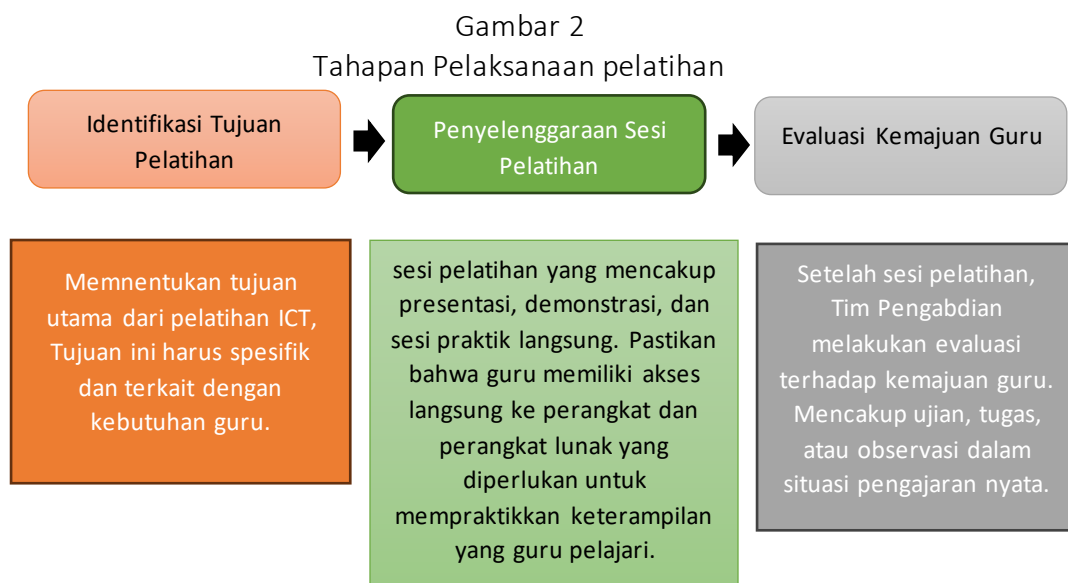 Gambar 2
Tahapan Pelaksanaan pelatihan
Identifikasi Tujuan
Pelatihan
Penyelenggaraan Sesi
Pelatihan
Evaluasi Kemajuan Guru
Memnentukan tujuan
utama dari pelatihan ICT,
Tujuan ini harus spesifik
dan terkait dengan
kebutuhan guru.
sesi pelatihan yang mencakup
presentasi, demonstrasi, dan
sesi praktik langsung. Pastikan
bahwa guru memiliki akses
langsung ke perangkat dan
perangkat lunak yang
diperlukan untuk
mempraktikkan keterampilan
yang guru pelajari.
Setelah sesi pelatihan,
Tim Pengabdian
melakukan evaluasi
terhadap kemajuan guru.
Mencakup ujian, tugas,
atau observasi dalam
situasi pengajaran nyata.